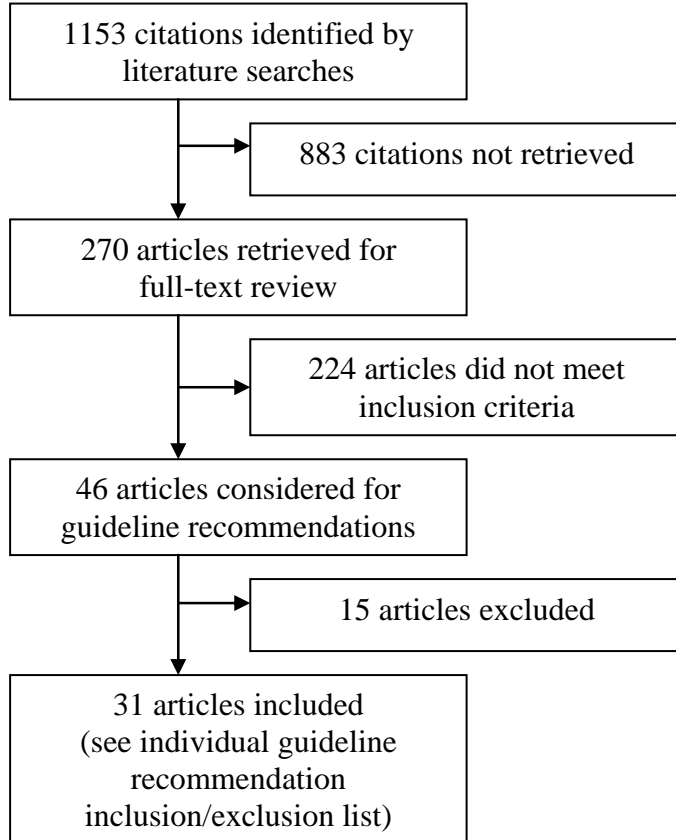 1153 citations identified by
literature searches
883 citations not retrieved
270 articles retrieved for
full-text review
224 articles did not meet
inclusion criteria
46 articles considered for
guideline recommendations
15 articles excluded
31 articles included
(see individual guideline
recommendation
inclusion/exclusion list)